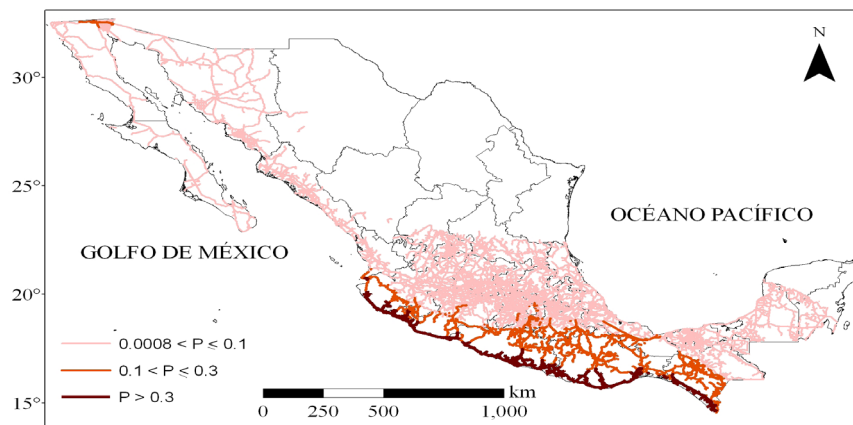 N
30°
25°
20°
15°
OCÉANO PACÍFICO
GOLFO DE MÉXICO
0.0008 < P ≤ 0.1
0.1 < P ≤ 0.3
P > 0.3
km
0 250 500 1,000